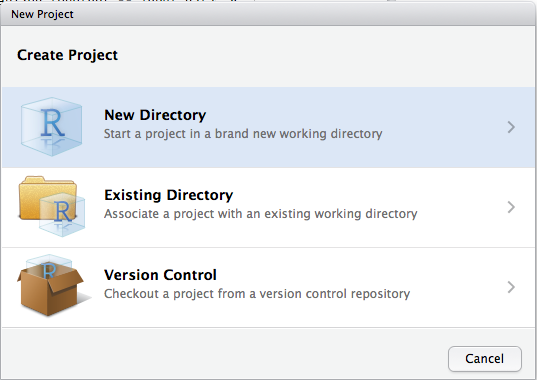 New Project
Create Project
R
New Directory
Start a project in a brand new working directory
R
Existing Directory
Associate a project with an existing working directory
R
Version Control
Checkout a project from a version control repository
Cancel